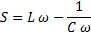 S = L ω − 1/(C ω)